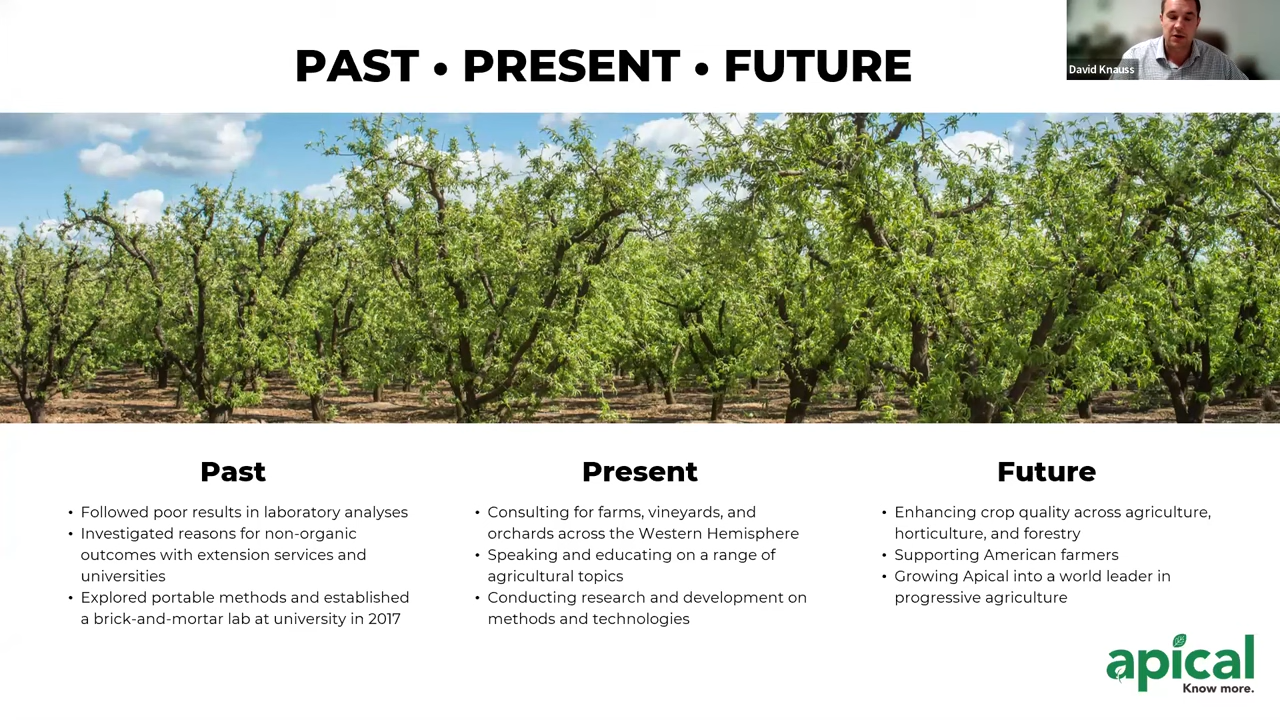 PAST • PRESENT • FUTURE
David Knauss
Past
• Followed poor results in laboratory analyses
• Investigated reasons for non-organic
outcomes with extension services and
universities
• Explored portable methods and established
a brick-and-mortar lab at university in 2017
Present
• Consulting for farms, vineyards, and
orchards across the Western Hemisphere
• Speaking and educating on a range of
agricultural topics
• Conducting research and development on
methods and technologies
Future
• Enhancing crop quality across agriculture,
horticulture, and forestry
• Supporting American farmers
• Growing Apical into a world leader in
progressive agriculture
apical
Know more.